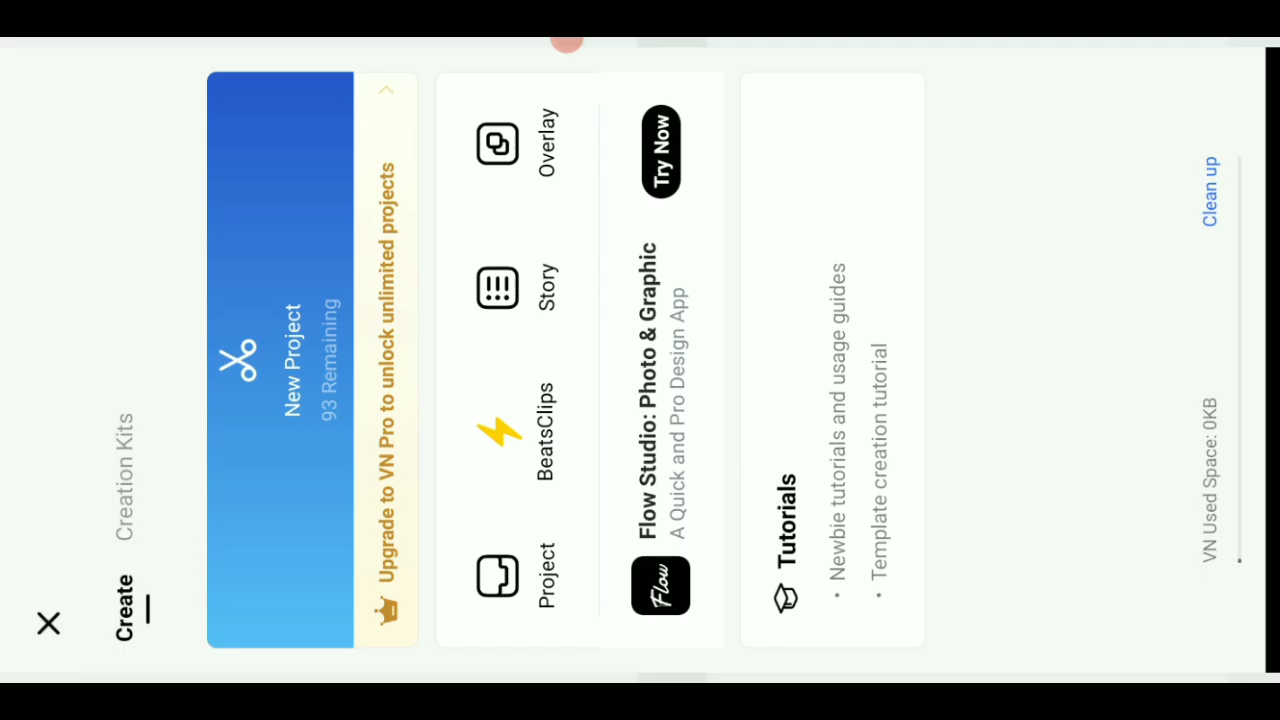 Create Creation Kits
New Project
93 Remaining
Upgrade to VN Pro to unlock unlimited projects
Project BeatsClips Story Overlay
Flow
Flow Studio: Photo & Graphic
A Quick and Pro Design App
Try Now
Tutorials
• Newbie tutorials and usage guides
• Template creation tutorial
VN Used Space: 0KB Clean up